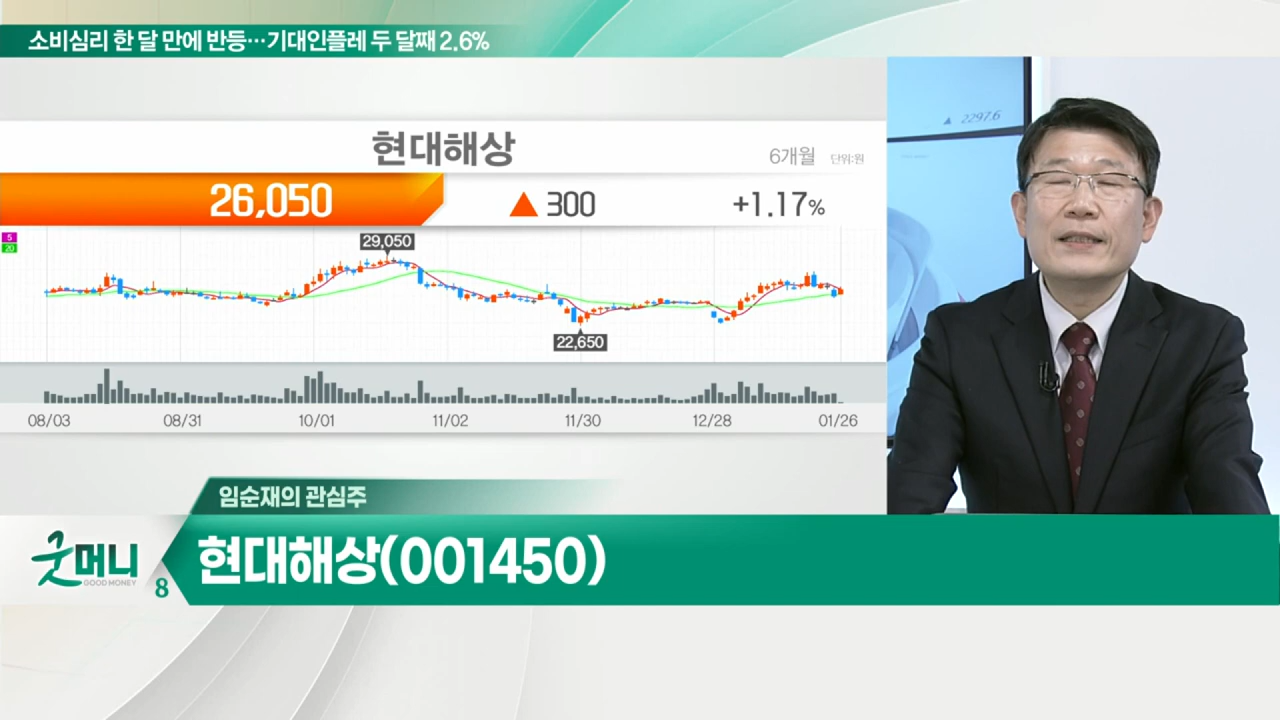 소비심리 한 달 만에 반등…기대인플레 두 달째 2.6%
▲ 2297.6
현대해상
6개월 단위:원
26,050 ▲ 300 +1.17%
5
20
29,050
22,650
08/03 08/31 10/01 11/02 11/30 12/28 01/26
임순재의 관심주
굿머니
GOOD MONEY
8
현대해상(001450)